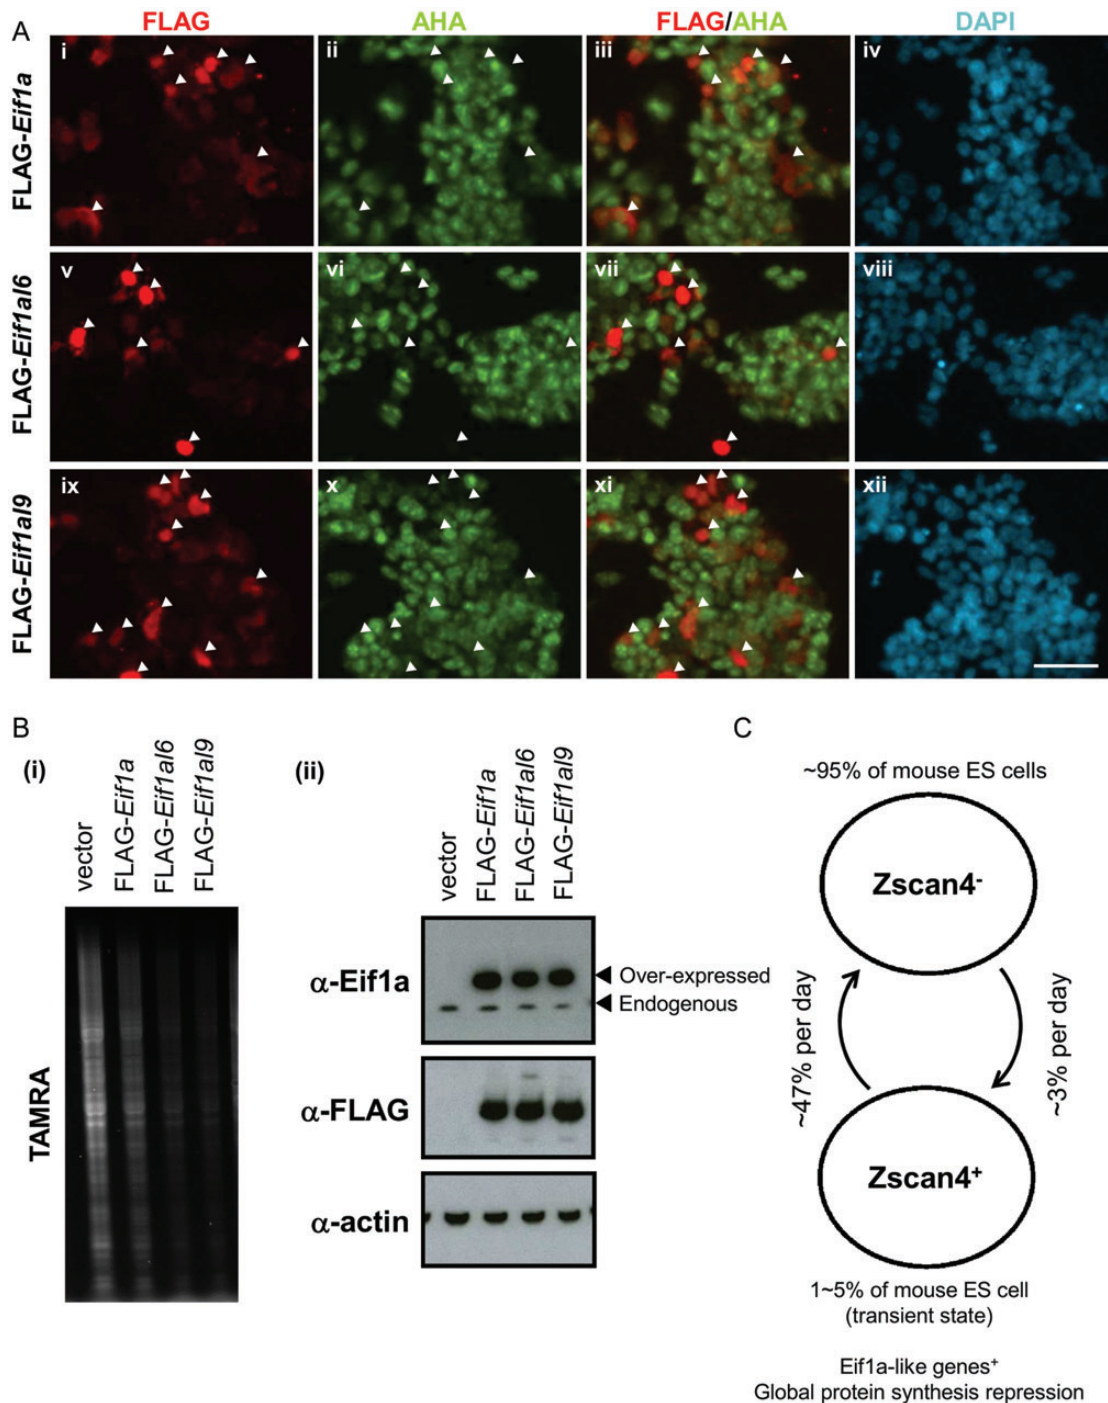 A
FLAG
AHA
FLAG/AHA
DAPI
FLAG-Eif1a
i
ii
iii
iv
FLAG-Eif1al6
v
vi
vii
viii
FLAG-Eif1al9
ix
x
xi
xii
B
(i)
vector
FLAG-Eif1a
FLAG-Eif1al6
FLAG-Eif1al9
TAMRA
(ii)
vector
FLAG-Eif1a
FLAG-Eif1al6
FLAG-Eif1al9
α-Eif1a
Over-expressed
Endogenous
α-FLAG
α-actin
C
~95% of mouse ES cells
Zscan4-
~47% per day
~3% per day
Zscan4+
1~5% of mouse ES cell
(transient state)
Eif1a-like genes+
Global protein synthesis repression